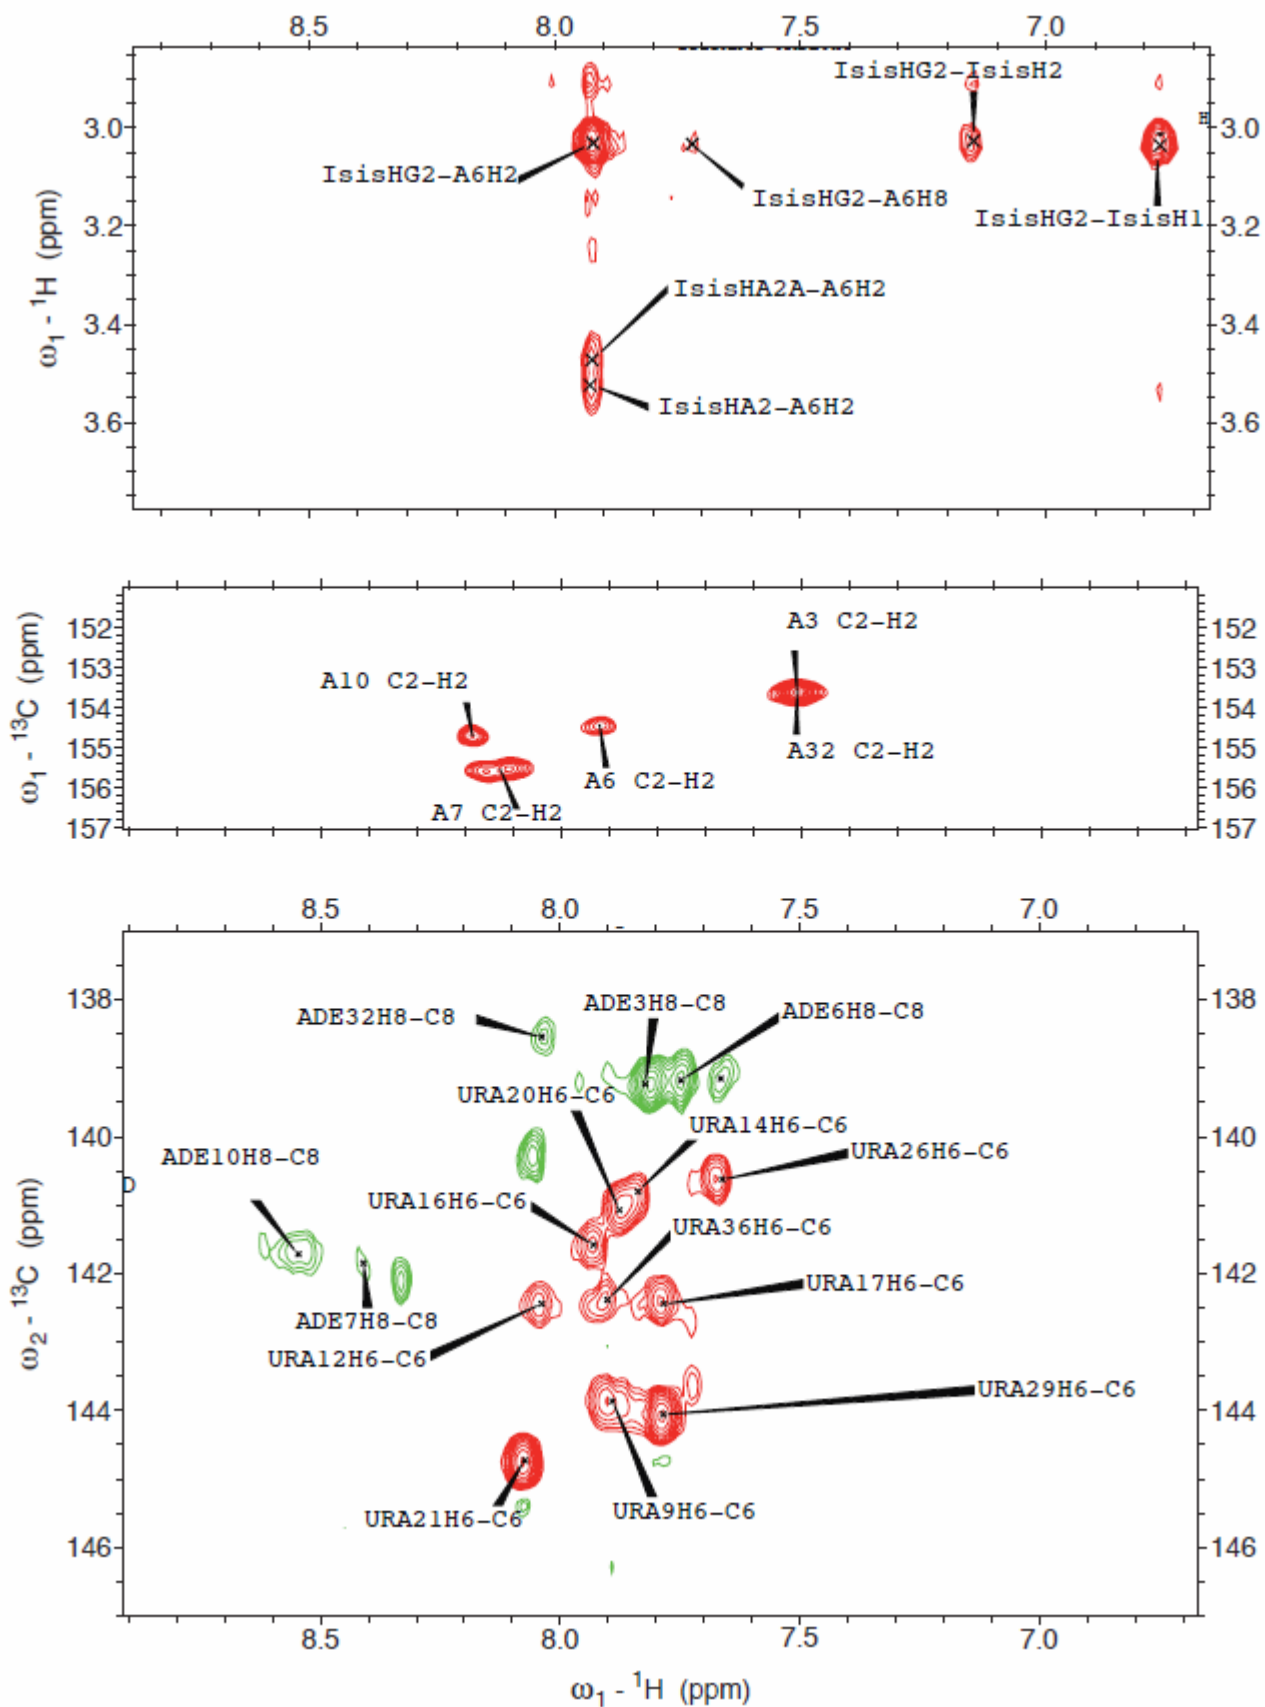 8.5 8.0 7.5 7.0
IsisHG2-IsisH2
3.0 3.0
H
IsisHG2-A6H2
IsisHG2-A6H8
IsisHG2-IsisH1
3.2 3.2
IsisHA2A-A6H2
3.4 3.4
IsisHA2-A6H2
3.6 3.6
ω1 - 1H (ppm)
A3 C2-H2
152 152
153 153
A10 C2-H2
154 154
A32 C2-H2
155 155
A6 C2-H2
156 156
A7 C2-H2
157 157
ω1 - 13C (ppm)
8.5 8.0 7.5 7.0
138 138
ADE32H8-C8
ADE3H8-C8
ADE6H8-C8
URA20H6-C6
URA14H6-C6
140 140
ADE10H8-C8
URA26H6-C6
D
URA16H6-C6
URA36H6-C6
142 142
URA17H6-C6
ADE7H8-C8
URA12H6-C6
URA29H6-C6
144 144
URA21H6-C6
URA9H6-C6
146 146
ω2 - 13C (ppm)
8.5 8.0 7.5 7.0
ω1 - 1H (ppm)